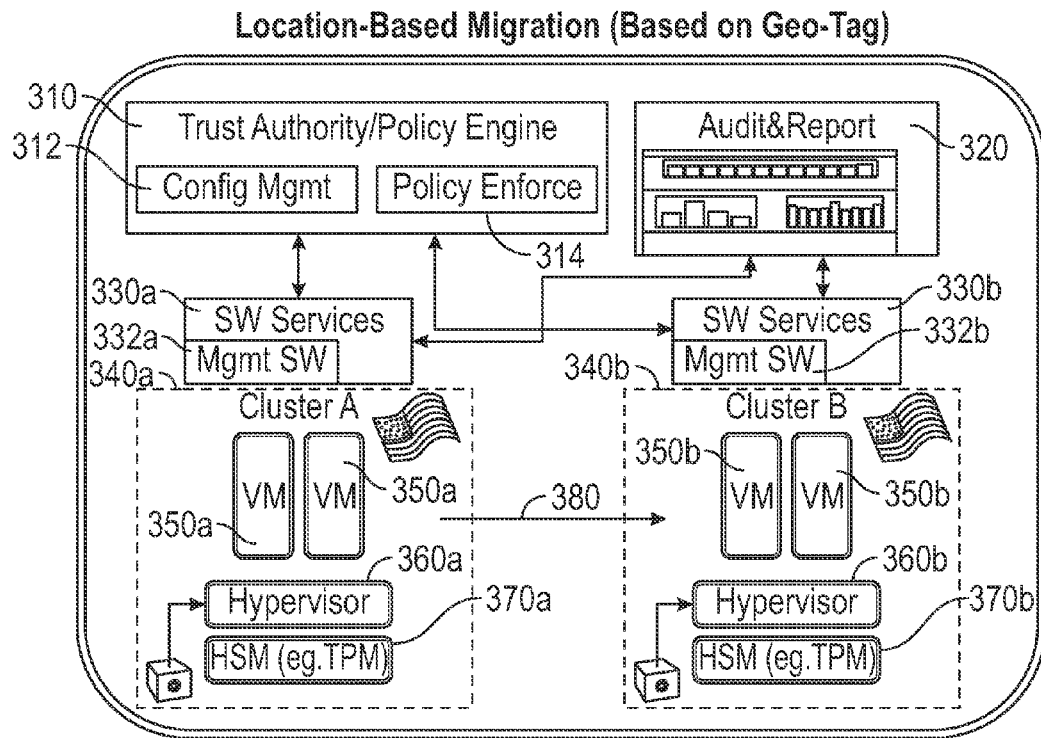 Location-Based Migration (Based on Geo-Tag)
310
Trust Authority/Policy Engine
312
Config Mgmt
Policy Enforce
314
Audit&Report
320
330a
SW Services
332a
Mgmt SW
340a
Cluster A
VM
VM
350a
350a
380
360a
Hypervisor
370a
HSM (eg.TPM)
330b
SW Services
332b
Mgmt SW
340b
Cluster B
350b
VM
VM
350b
360b
Hypervisor
370b
HSM (eg.TPM)